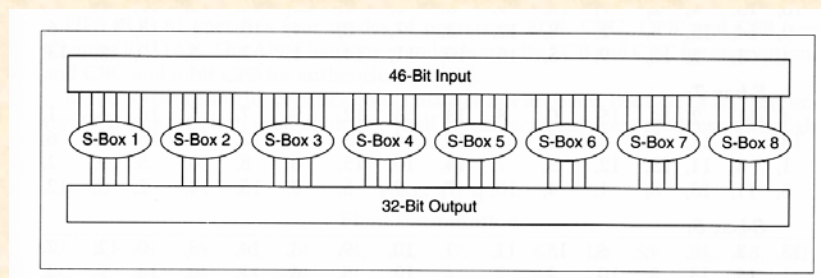 46-Bit Input
S-Box 1 S-Box 2 S-Box 3 S-Box 4 S-Box 5 S-Box 6 S-Box 7 S-Box 8
32-Bit Output